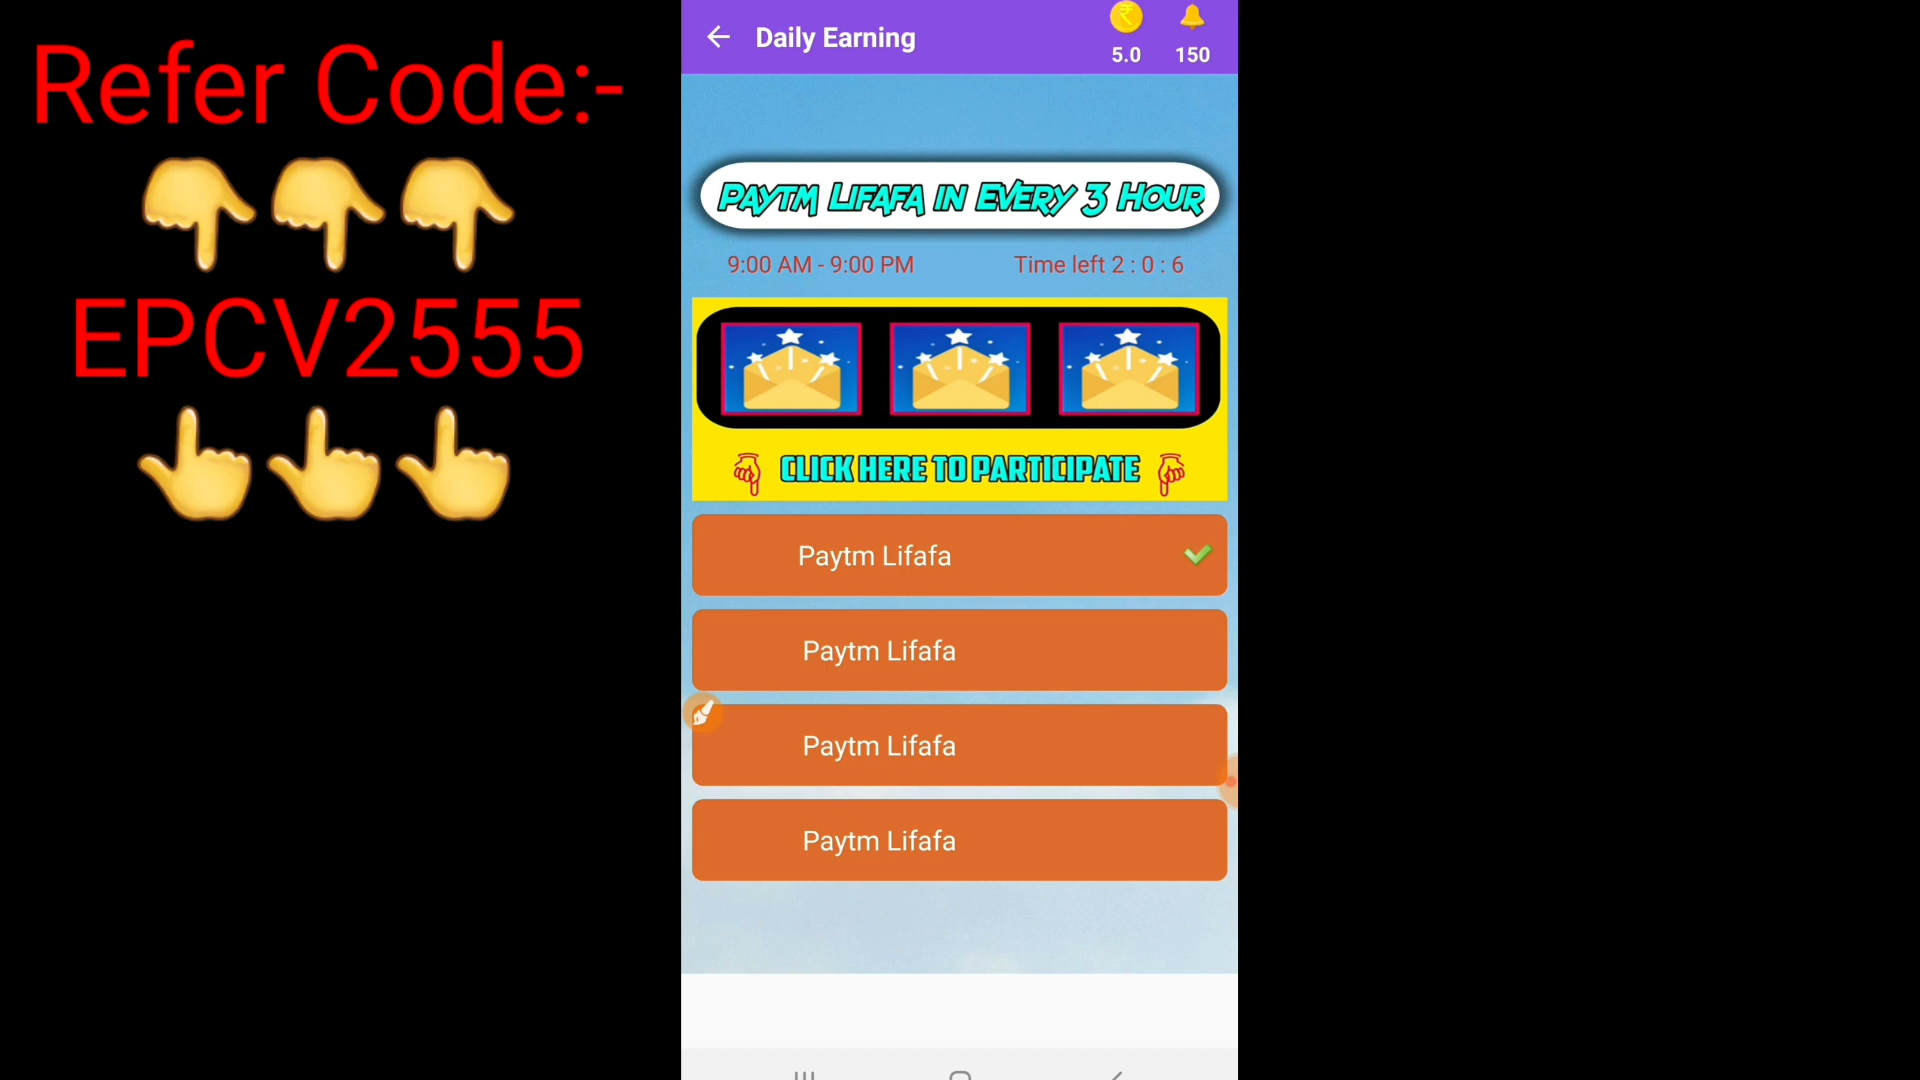 Refer Code:-
EPCV2555
Daily Earning
5.0
150
PAYTM LIFAFA IN EVERY 3 HOUR
9:00 AM - 9:00 PM
Time left 2 : 0 : 6
CLICK HERE TO PARTICIPATE
Paytm Lifafa
Paytm Lifafa
Paytm Lifafa
Paytm Lifafa